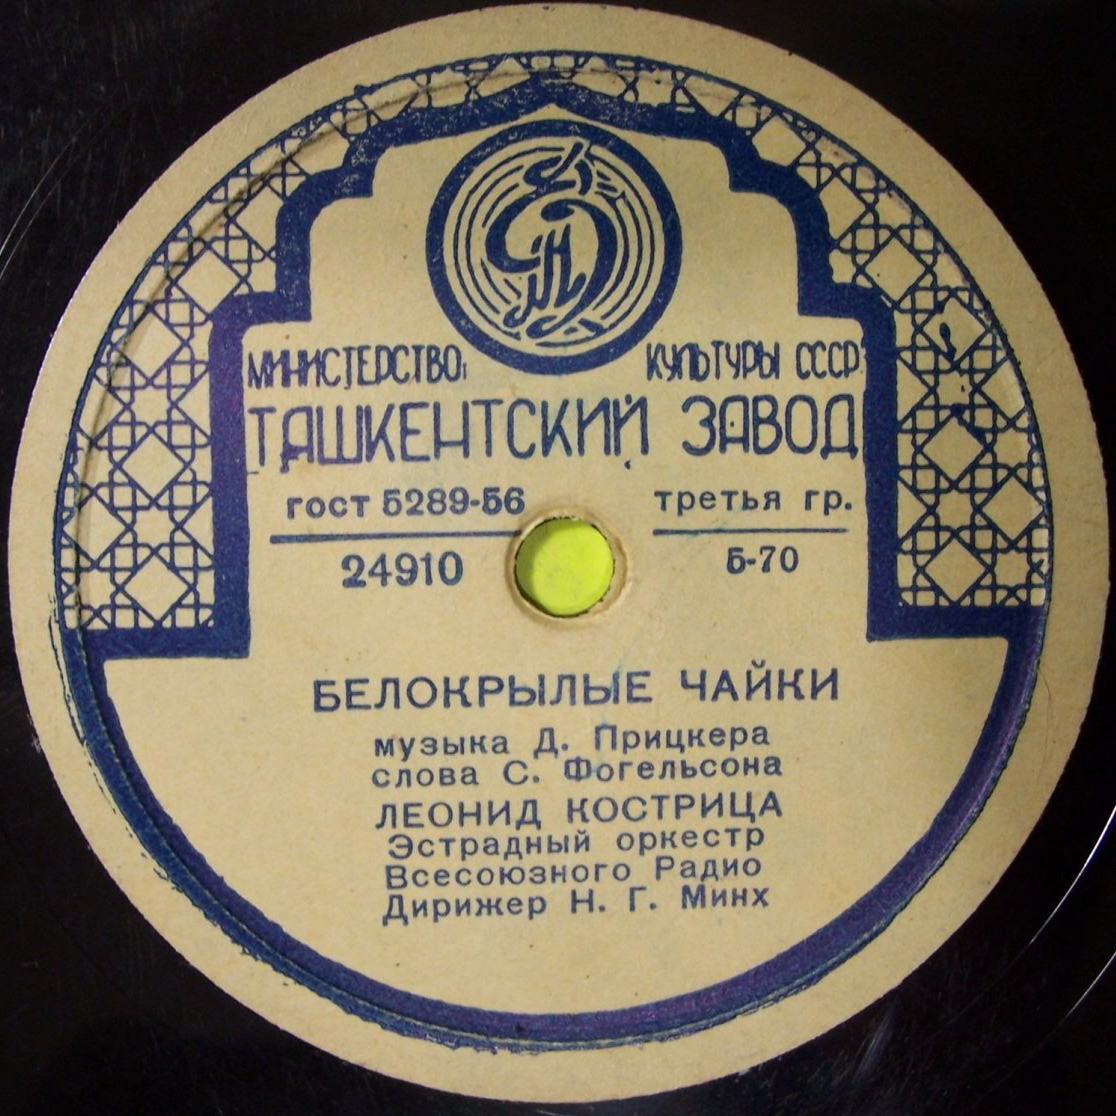 МИНИСТЕРСТВО КУЛЬТУРЫ СССР
ТАШКЕНТСКИЙ ЗАВОД
ГОСТ 5289-56 третья гр.
24910 Б-70
БЕЛОКРЫЛЫЕ ЧАЙКИ
музыка Д. Прицкера
слова С. Фогельсона
ЛЕОНИД КОСТРИЦА
Эстрадный оркестр
Всесоюзного Радио
Дирижер Н. Г. Минх